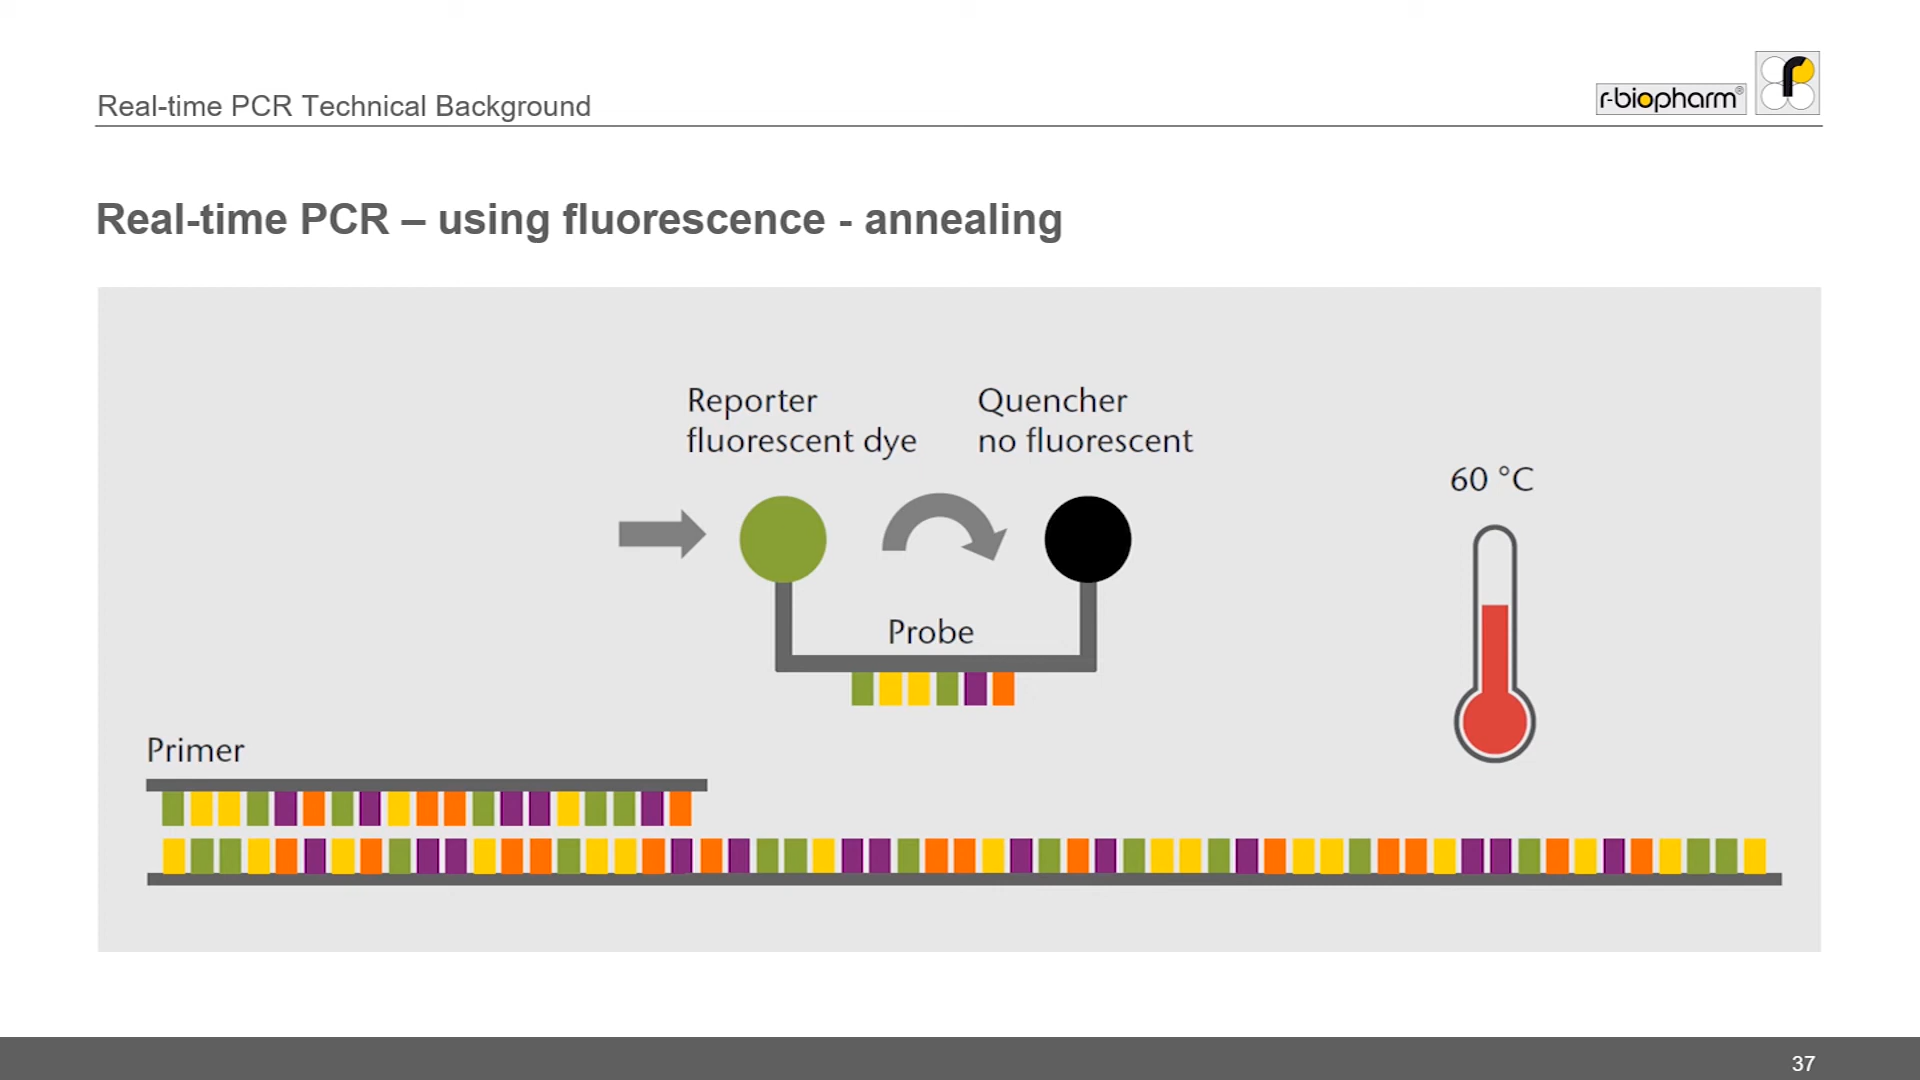 Real-time PCR Technical Background
r-biopharm®
r
Real-time PCR – using fluorescence - annealing
Reporter
fluorescent dye
Quencher
no fluorescent
60 °C
Probe
Primer
37